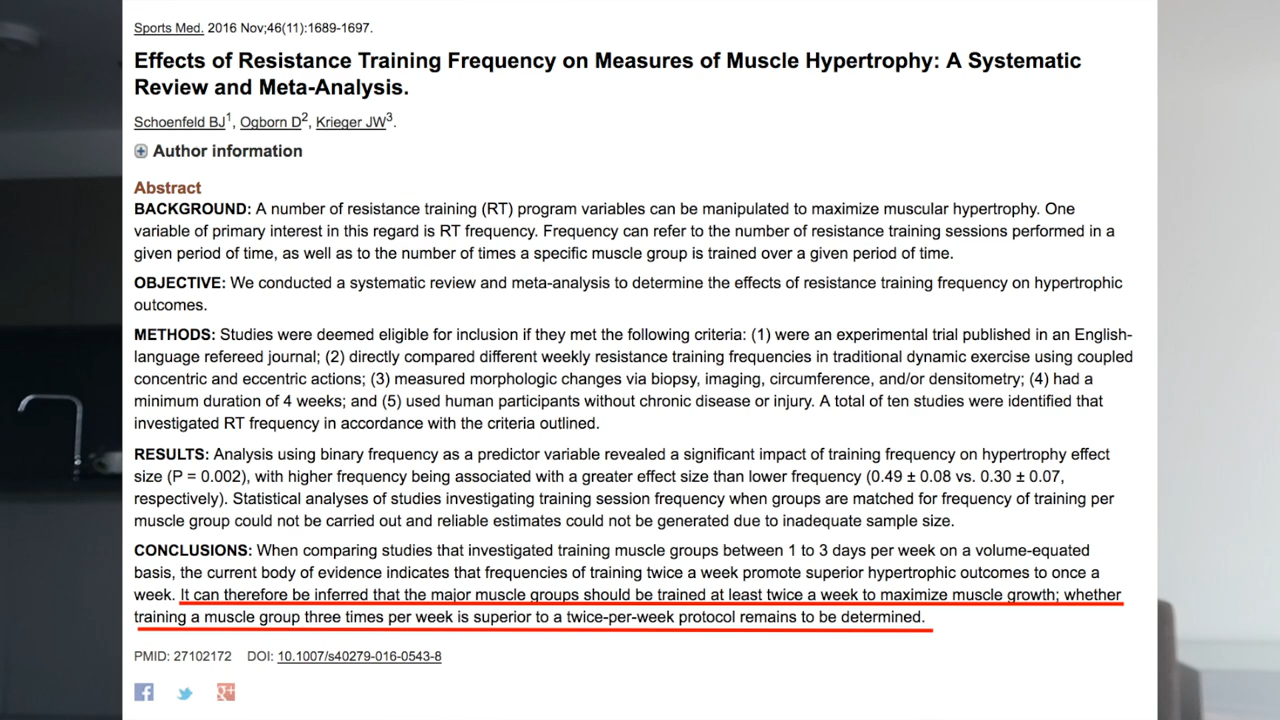 Sports Med. 2016 Nov;46(11):1689-1697.
Effects of Resistance Training Frequency on Measures of Muscle Hypertrophy: A Systematic
Review and Meta-Analysis.
Schoenfeld BJ1, Ogborn D2, Krieger JW3.
Author information
Abstract
BACKGROUND: A number of resistance training (RT) program variables can be manipulated to maximize muscular hypertrophy. One
variable of primary interest in this regard is RT frequency. Frequency can refer to the number of resistance training sessions performed in a
given period of time, as well as to the number of times a specific muscle group is trained over a given period of time.
OBJECTIVE: We conducted a systematic review and meta-analysis to determine the effects of resistance training frequency on hypertrophic
outcomes.
METHODS: Studies were deemed eligible for inclusion if they met the following criteria: (1) were an experimental trial published in an English-
language refereed journal; (2) directly compared different weekly resistance training frequencies in traditional dynamic exercise using coupled
concentric and eccentric actions; (3) measured morphologic changes via biopsy, imaging, circumference, and/or densitometry; (4) had a
minimum duration of 4 weeks; and (5) used human participants without chronic disease or injury. A total of ten studies were identified that
investigated RT frequency in accordance with the criteria outlined.
RESULTS: Analysis using binary frequency as a predictor variable revealed a significant impact of training frequency on hypertrophy effect
size (P = 0.002), with higher frequency being associated with a greater effect size than lower frequency (0.49 ± 0.08 vs. 0.30 ± 0.07,
respectively). Statistical analyses of studies investigating training session frequency when groups are matched for frequency of training per
muscle group could not be carried out and reliable estimates could not be generated due to inadequate sample size.
CONCLUSIONS: When comparing studies that investigated training muscle groups between 1 to 3 days per week on a volume-equated
basis, the current body of evidence indicates that frequencies of training twice a week promote superior hypertrophic outcomes to once a
week. It can therefore be inferred that the major muscle groups should be trained at least twice a week to maximize muscle growth; whether
training a muscle group three times per week is superior to a twice-per-week protocol remains to be determined.
PMID: 27102172 DOI: 10.1007/s40279-016-0543-8
f g+